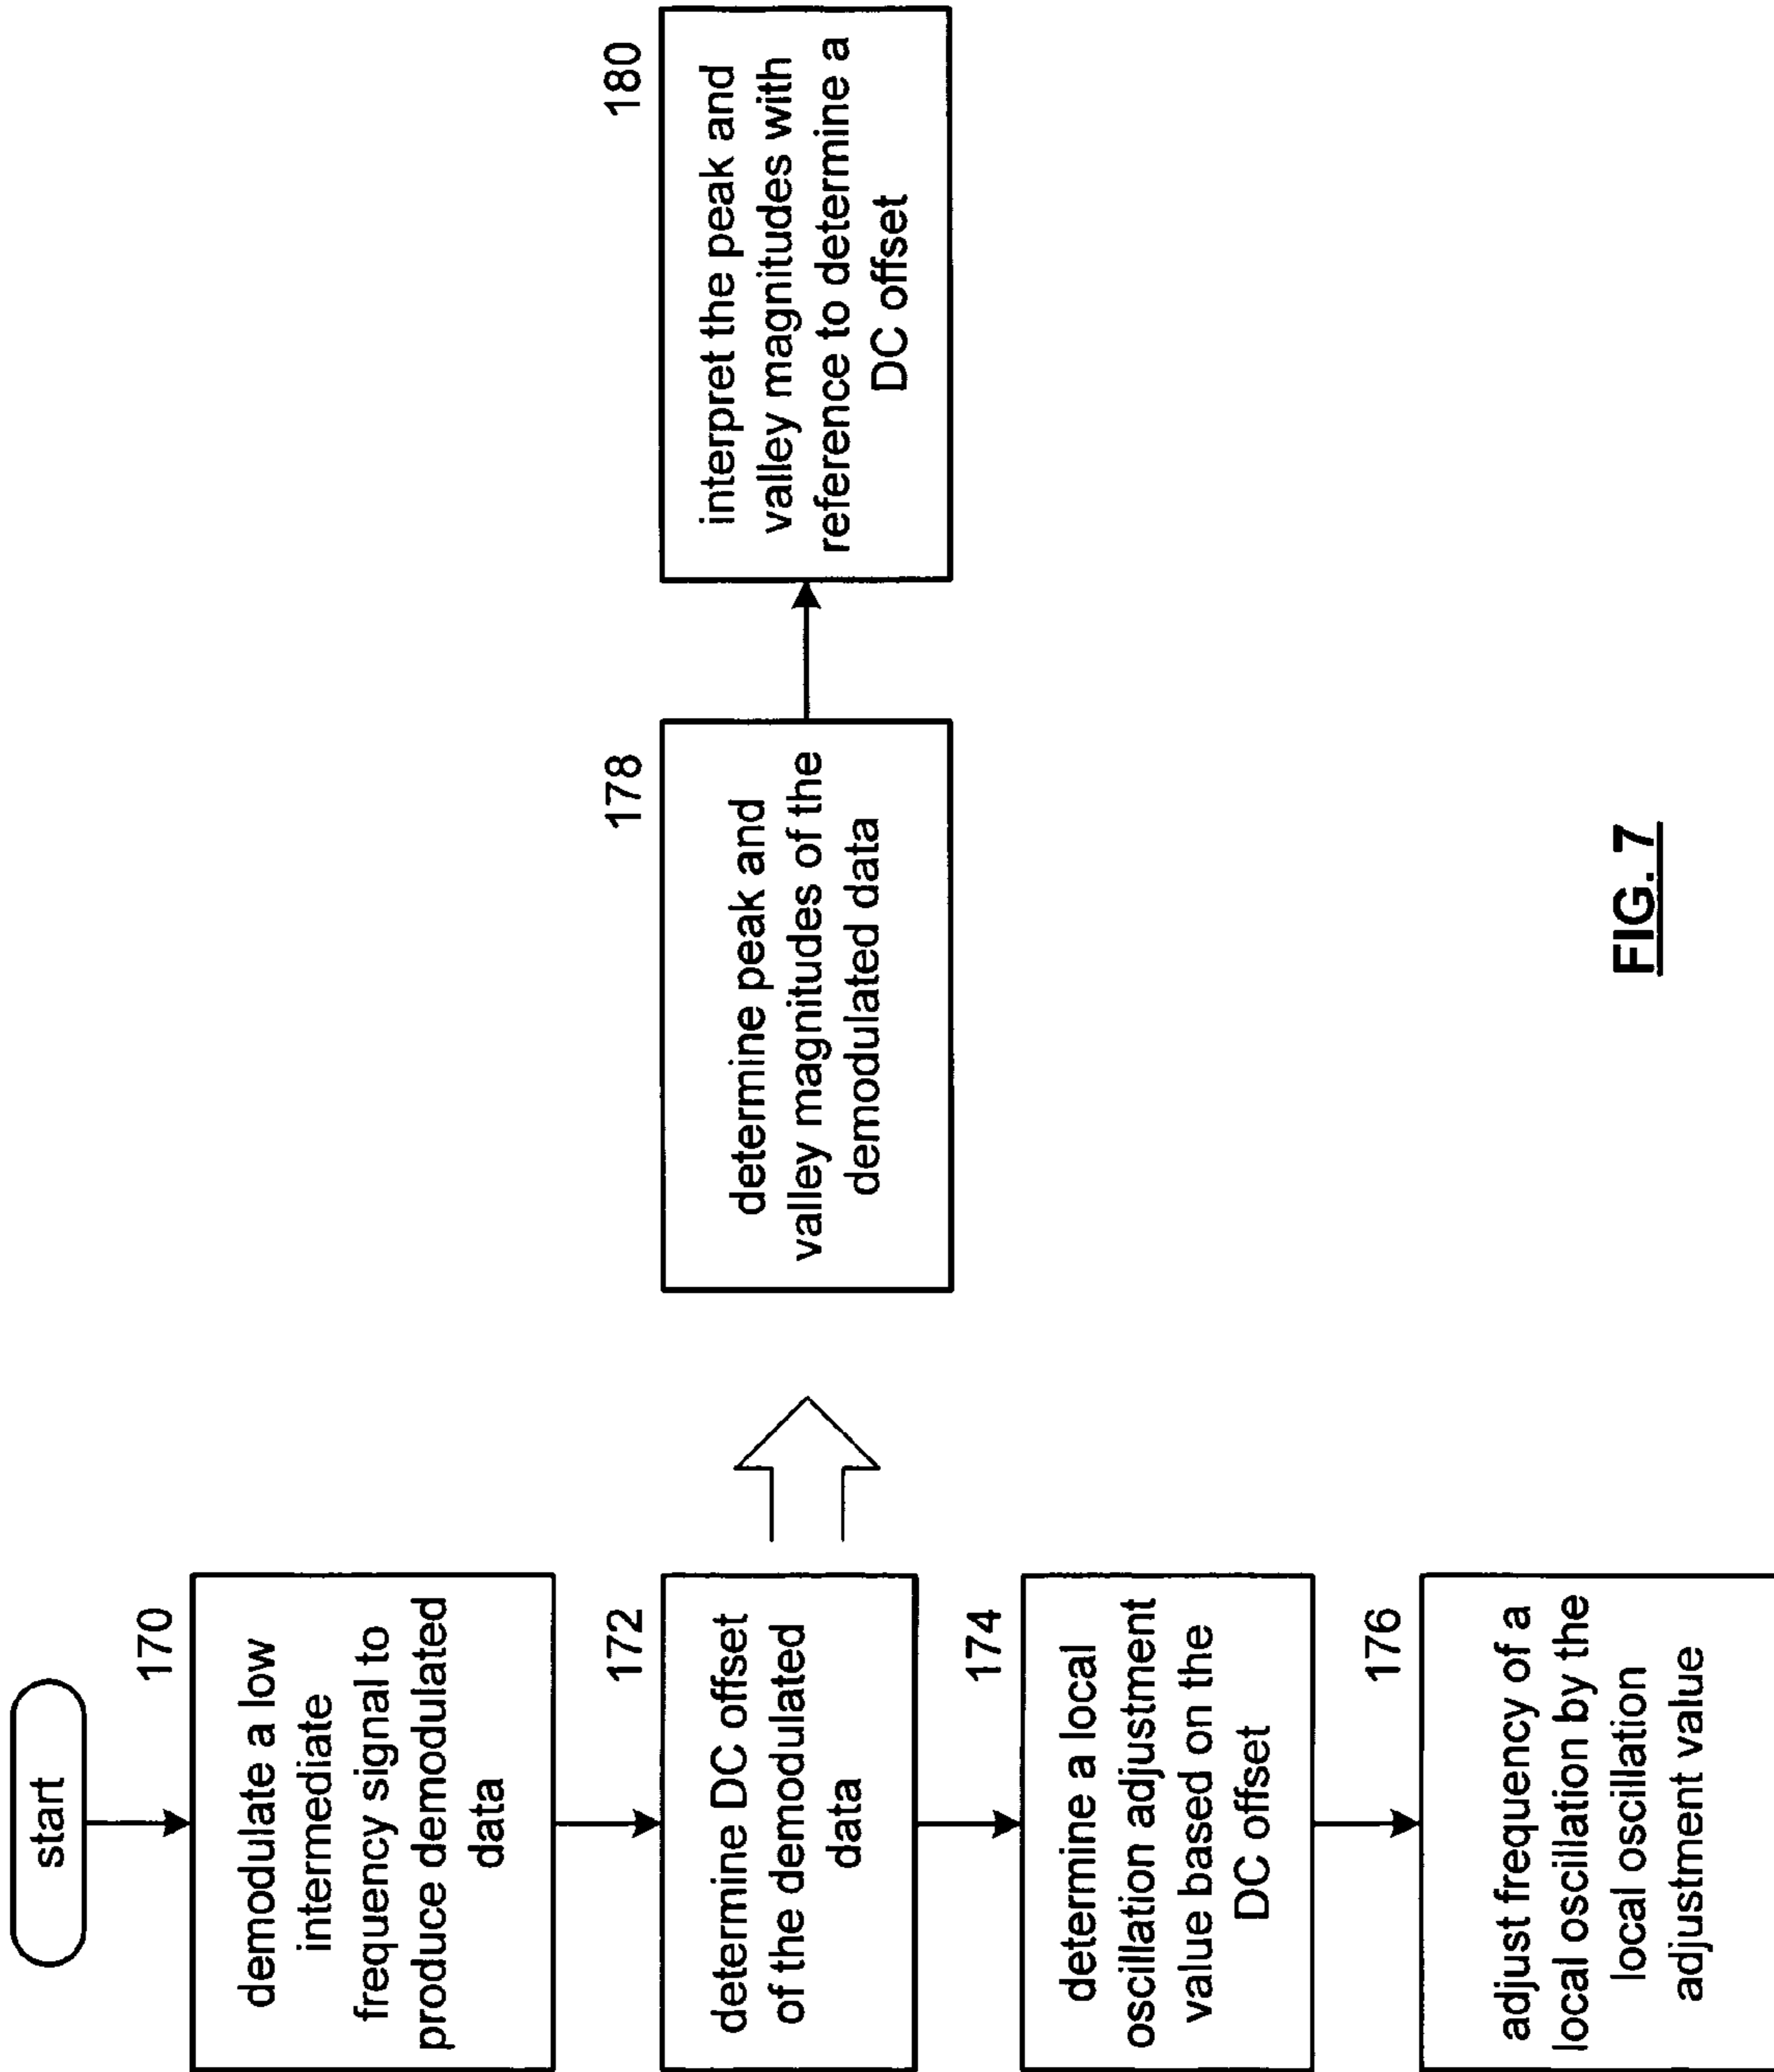 start
170
demodulate a low
intermediate
frequency signal to
produce demodulated
data
172
determine DC offset
of the demodulated
data
174
determine a local
oscillation adjustment
value based on the
DC offset
176
adjust frequency of a
local oscillation by the
local oscillation
adjustment value
178
determine peak and
valley magnitudes of the
demodulated data
180
interpret the peak and
valley magnitudes with
reference to determine a
DC offset
FIG. 7